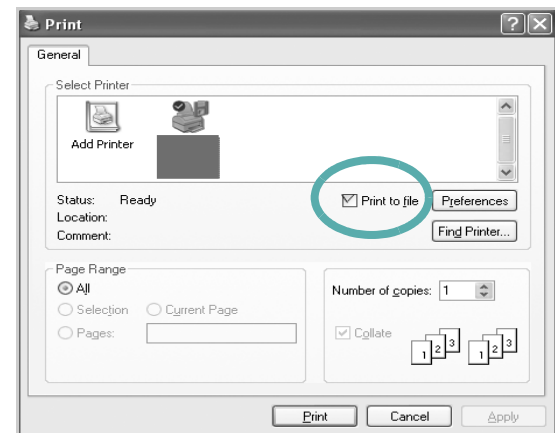 Print
General
Select Printer
Add Printer
Status: Ready
Print to file
Preferences
Location:
Comment:
Find Printer...
Page Range
All
Selection
Current Page
Pages:
Number of copies: 1
Collate
1 2 3 1 2 3
Print
Cancel
Apply